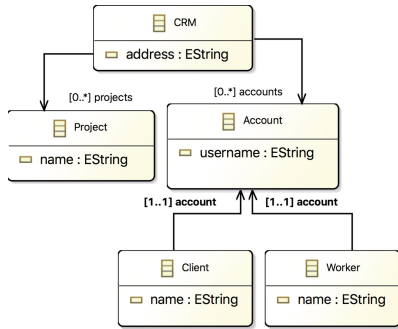 CRM
address : EString
[0..*] projects
[0..*] accounts
Project
name : EString
Account
username : EString
[1..1] account
[1..1] account
Client
name : EString
Worker
name : EString